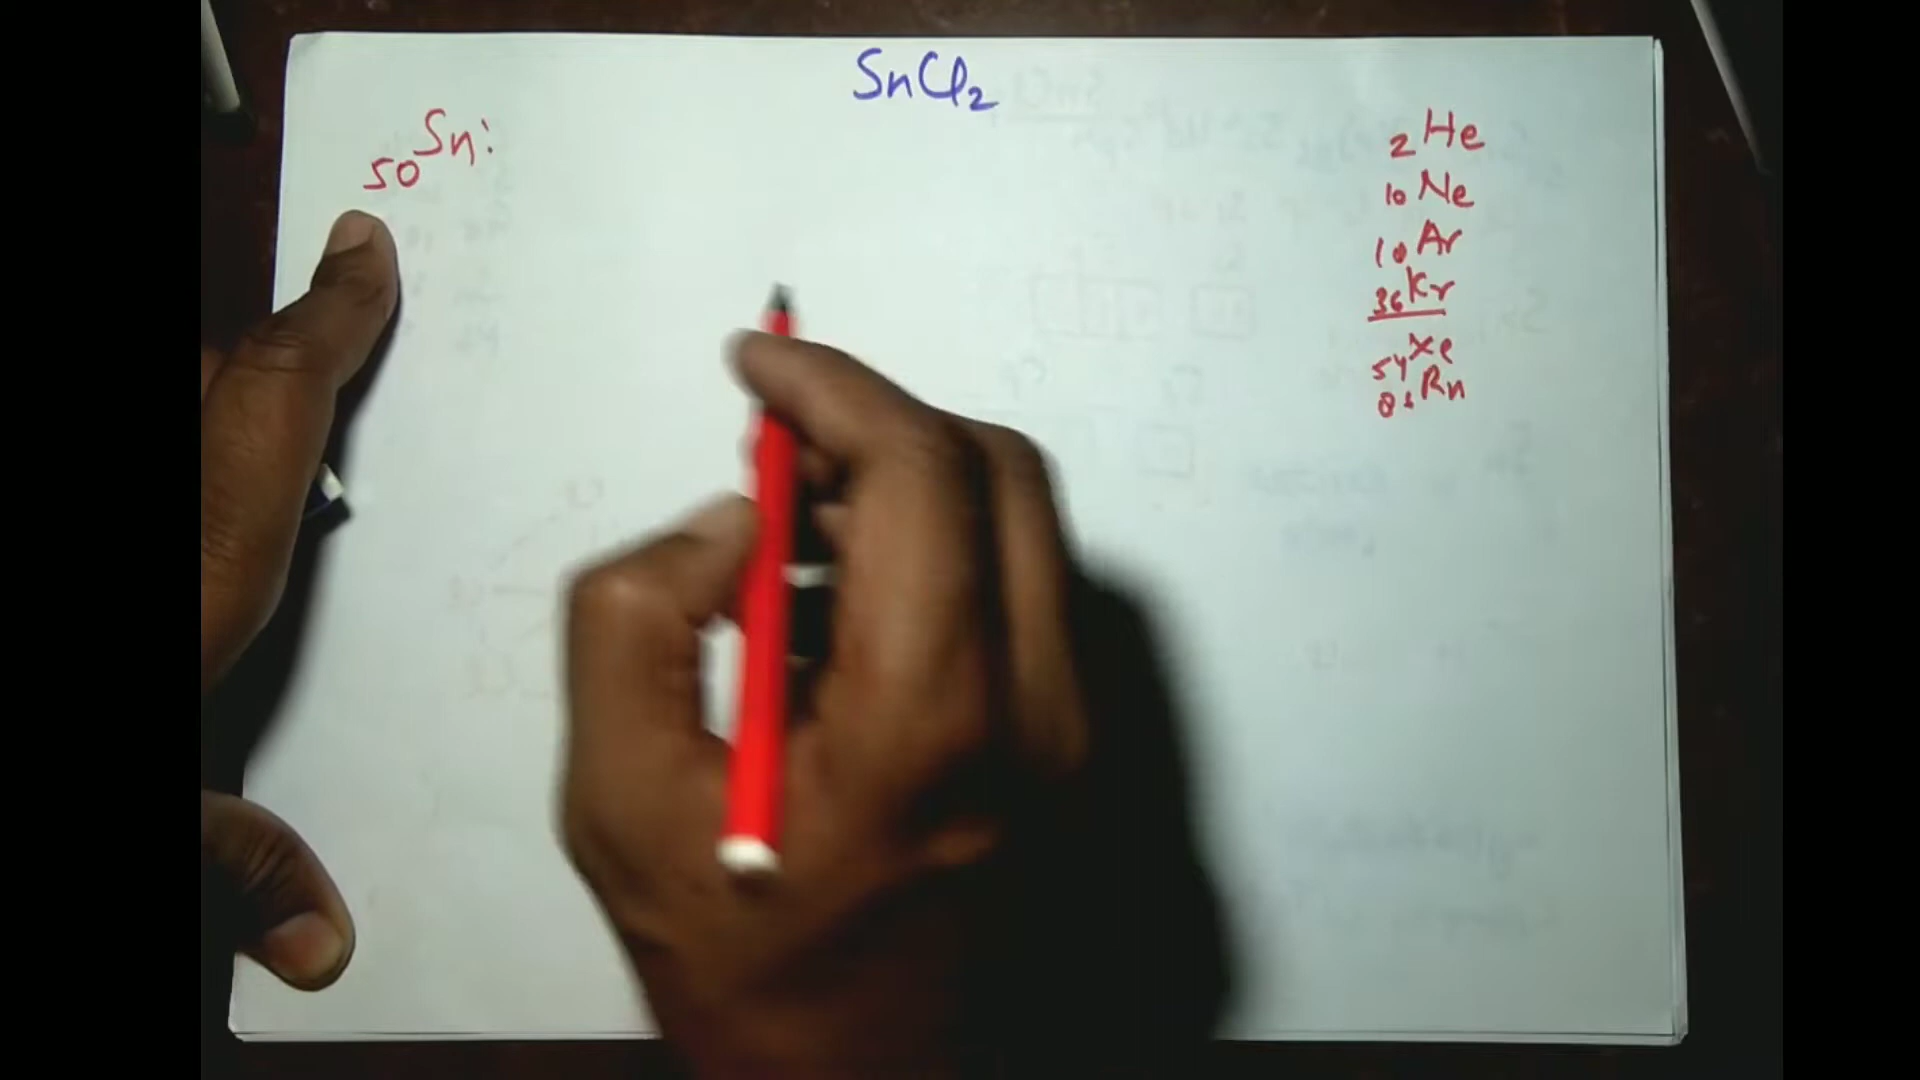 SnCl₂
₅₀Sn:
₂He
₁₀Ne
₁₀Ar
₃₆Kr
₅₄Xe
₈₆Rn